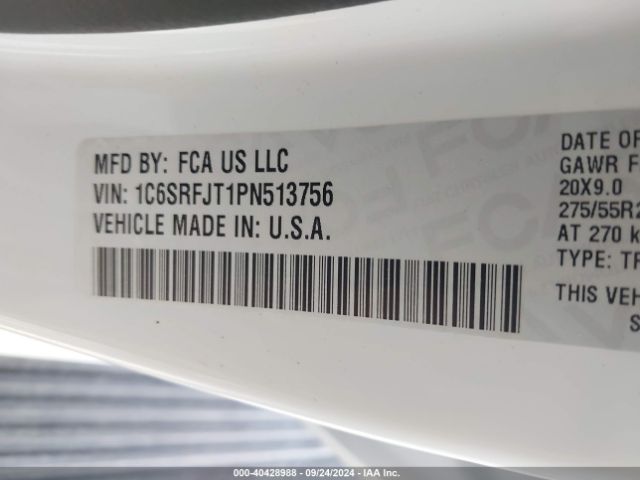 MFD BY: FCA US LLC
VIN: 1C6SRFJT1PN513756
VEHICLE MADE IN: U.S.A.
DATE OF
GAWR F
20X9.0
275/55R2
AT 270 k
TYPE: TR
THIS VEH
S
000-40428988 - 09/24/2024 - IAA Inc.